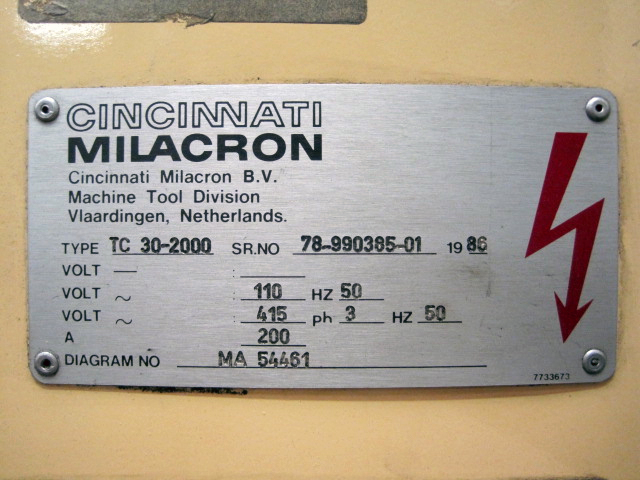 CINCINNATI
MILACRON
Cincinnati Milacron B.V.
Machine Tool Division
Vlaardingen, Netherlands.
TYPE TC 30-2000 SR.NO 78-990385-01 1986
VOLT — :
VOLT ~ : 110 HZ 50
VOLT ~ : 415 ph 3 HZ 50
A 200
DIAGRAM NO MA 54461
7733673